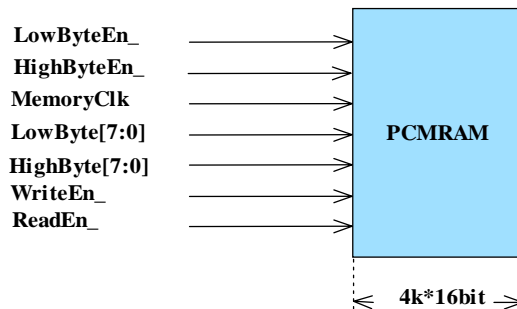 LowByteEn_
HighByteEn_
MemoryClk
LowByte[7:0]
PCMRAM
HighByte[7:0]
WriteEn_
ReadEn_
4k*16bit